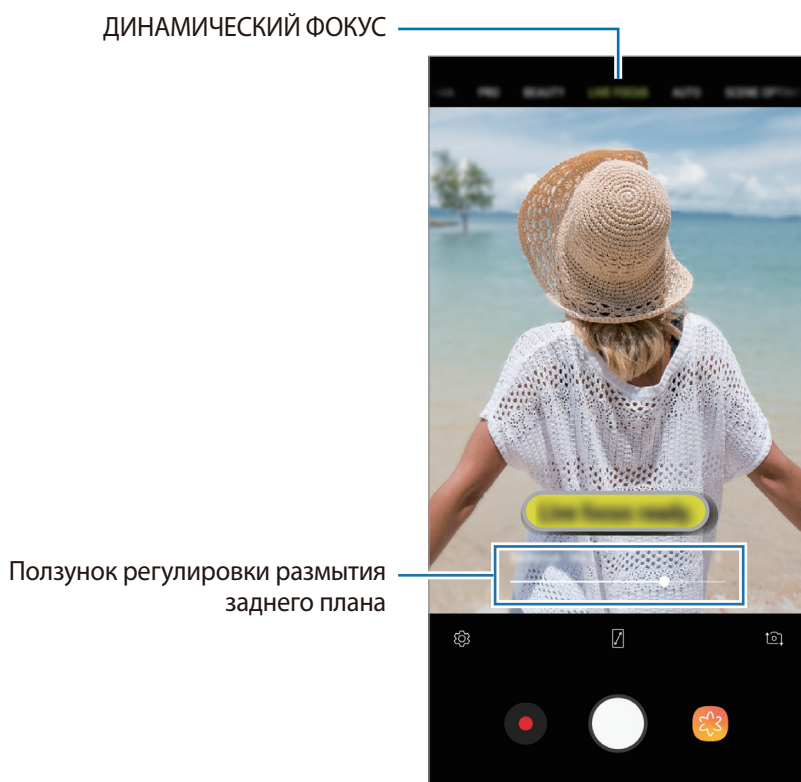 ДИНАМИЧЕСКИЙ ФОКУС
PRO BEAUTY LIVE FOCUS AUTO
Live focus ready.
Ползунок регулировки размытия
заднего плана